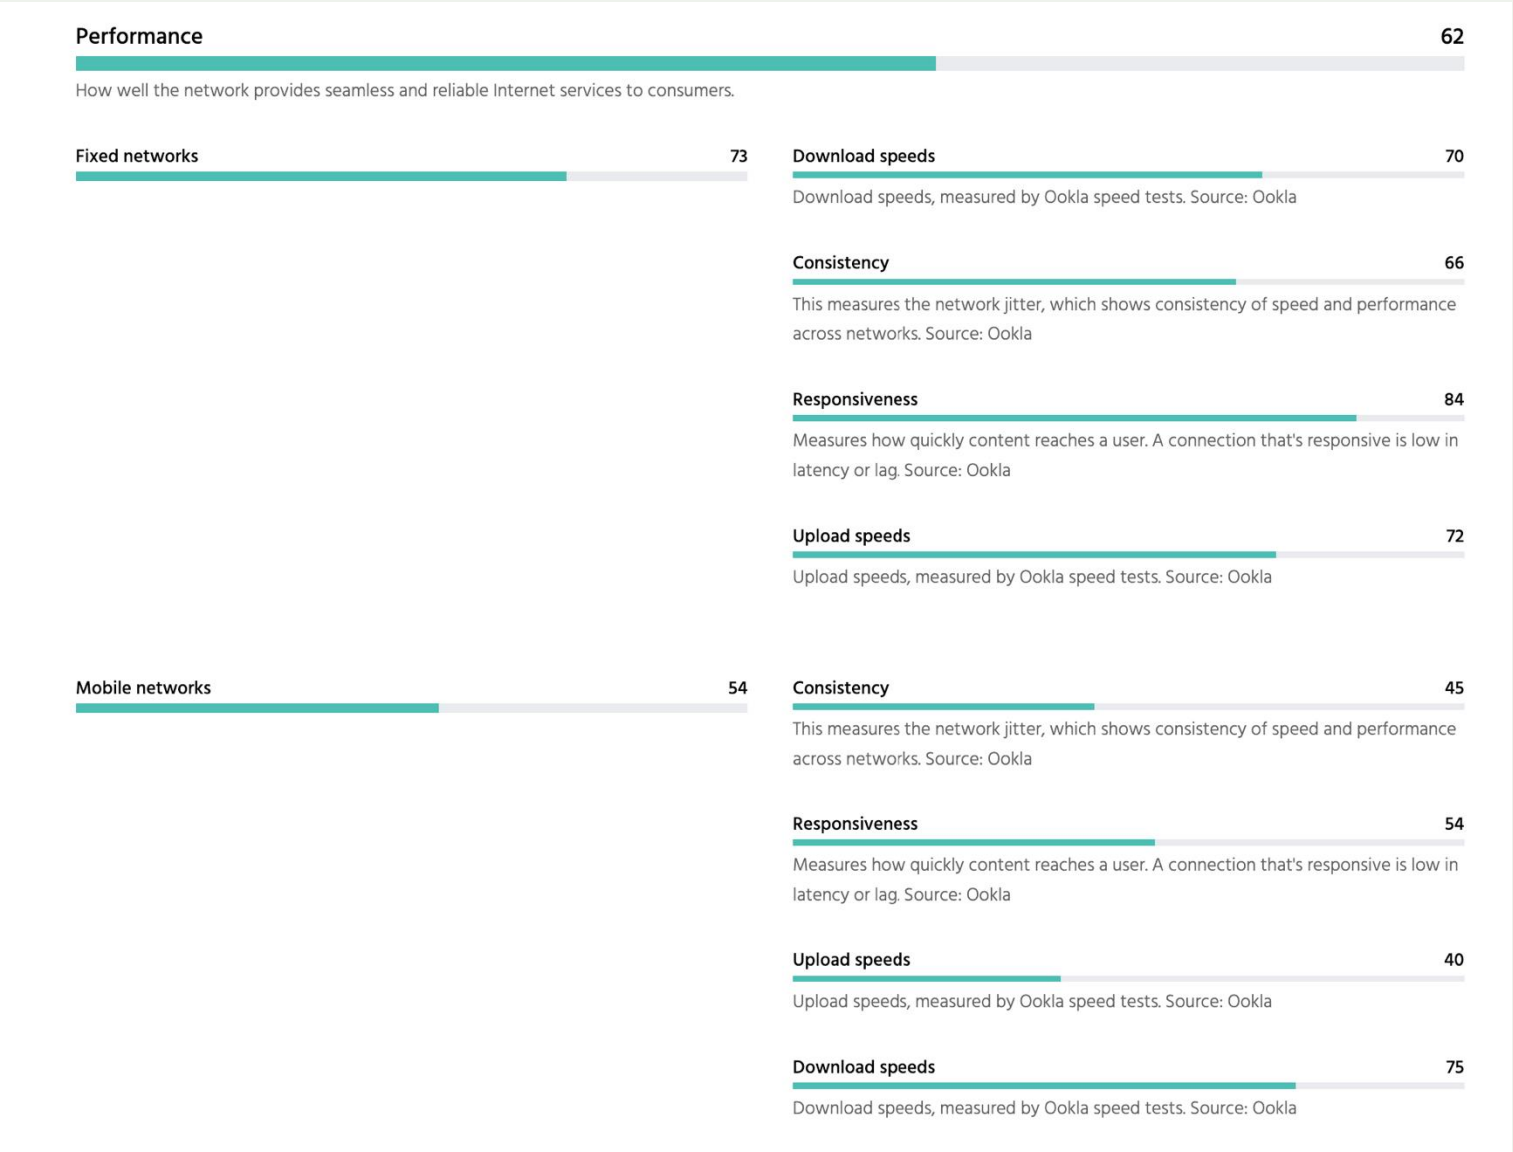 Performance 62
How well the network provides seamless and reliable Internet services to consumers.
Fixed networks 73
Download speeds 70
Download speeds, measured by Ookla speed tests. Source: Ookla
Consistency 66
This measures the network jitter, which shows consistency of speed and performance
across networks. Source: Ookla
Responsiveness 84
Measures how quickly content reaches a user. A connection that's responsive is low in
latency or lag. Source: Ookla
Upload speeds 72
Upload speeds, measured by Ookla speed tests. Source: Ookla
Mobile networks 54
Consistency 45
This measures the network jitter, which shows consistency of speed and performance
across networks. Source: Ookla
Responsiveness 54
Measures how quickly content reaches a user. A connection that's responsive is low in
latency or lag. Source: Ookla
Upload speeds 40
Upload speeds, measured by Ookla speed tests. Source: Ookla
Download speeds 75
Download speeds, measured by Ookla speed tests. Source: Ookla